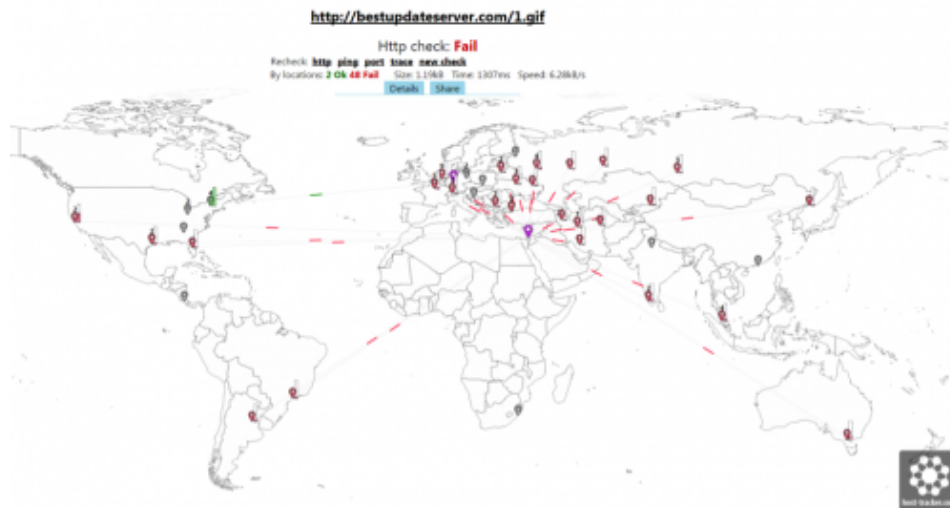 http://bestupdateserver.com/1.gif
Http check: Fail
Recheck: http ping port trace new check
By locations: 2 Ok 48 Fail Size: 1.19kB Time: 1307ms Speed: 6.28kB/s
Details Share